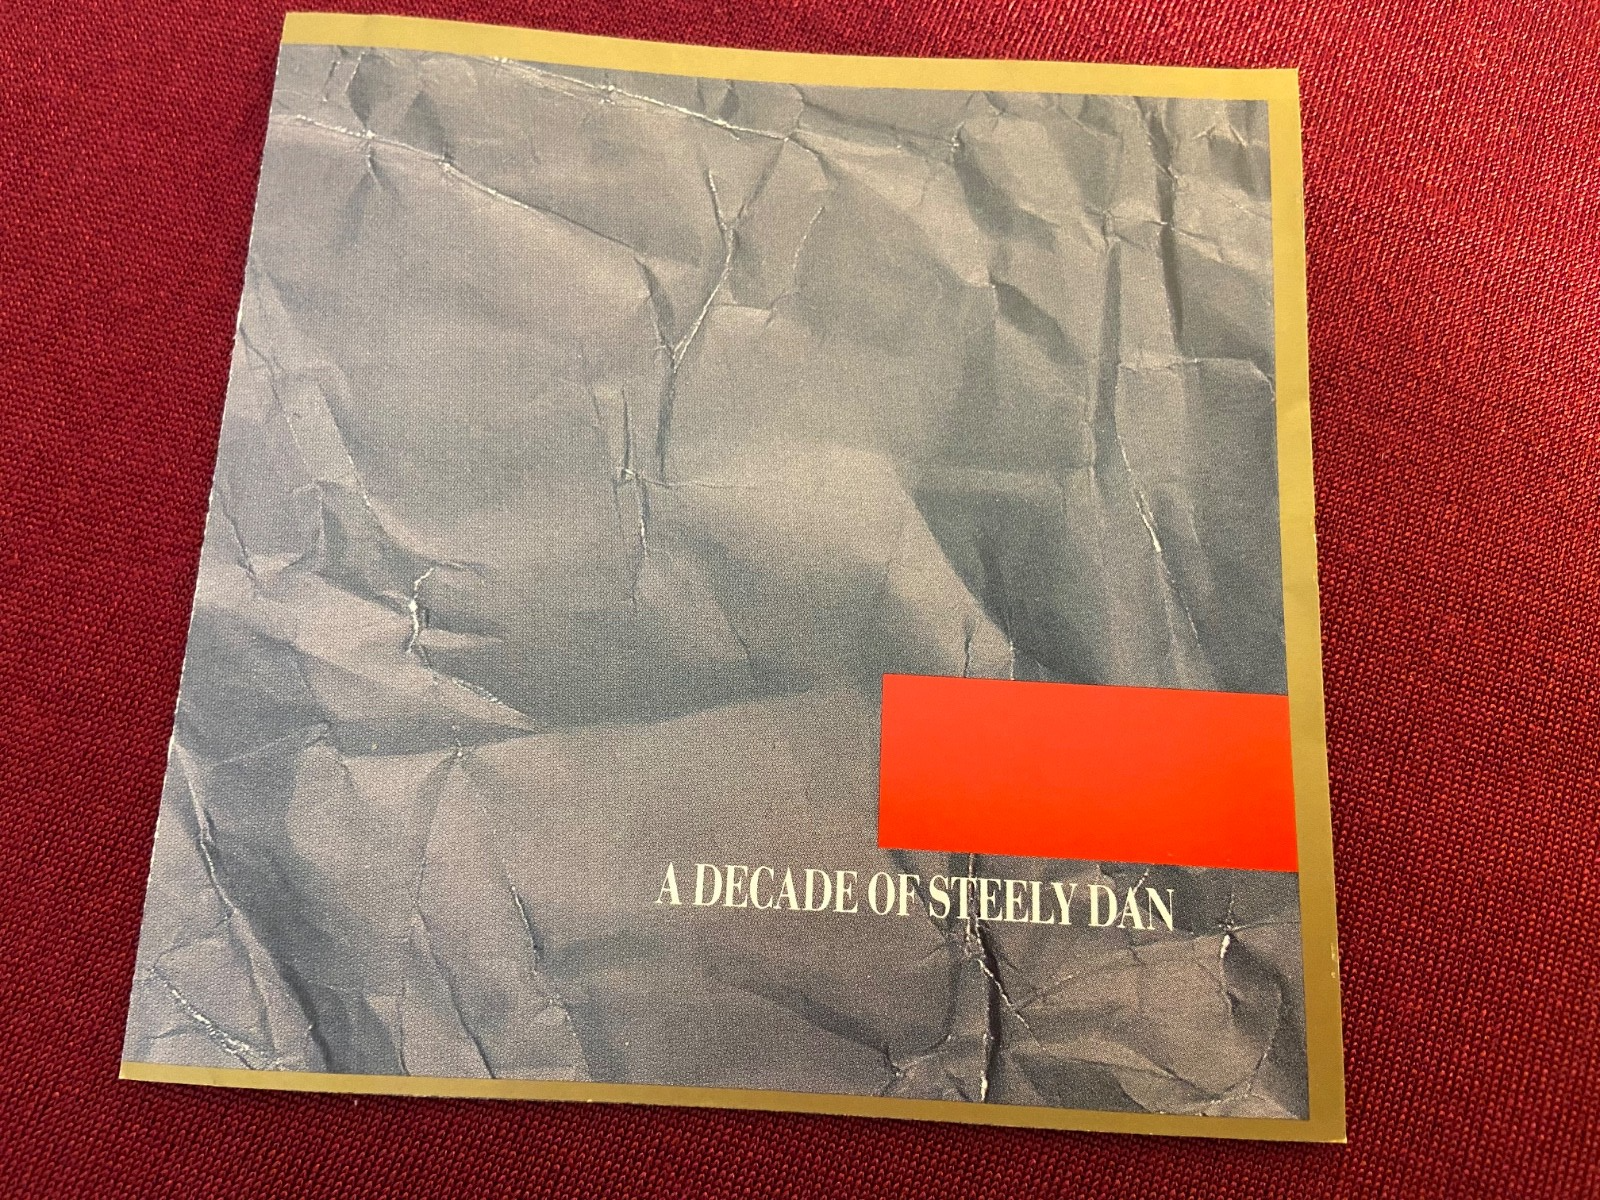 A DECADE OF STEELY DAN